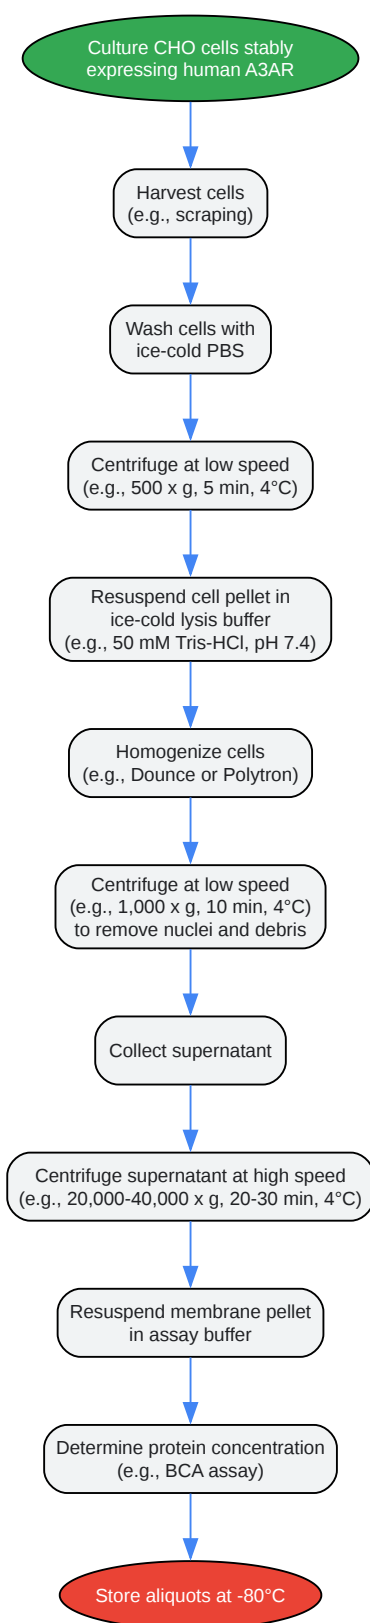 Culture CHO cells stably
expressing human A3AR
Harvest cells
(e.g., scraping)
Wash cells with
ice-cold PBS
Centrifuge at low speed
(e.g., 500 x g, 5 min, 4°C)
Resuspend cell pellet in
ice-cold lysis buffer
(e.g., 50 mM Tris-HCl, pH 7.4)
Homogenize cells
(e.g., Dounce or Polytron)
Centrifuge at low speed
(e.g., 1,000 x g, 10 min, 4°C)
to remove nuclei and debris
Collect supernatant
Centrifuge supernatant at high speed
(e.g., 20,000-40,000 x g, 20-30 min, 4°C)
Resuspend membrane pellet
in assay buffer
Determine protein concentration
(e.g., BCA assay)
Store aliquots at -80°C